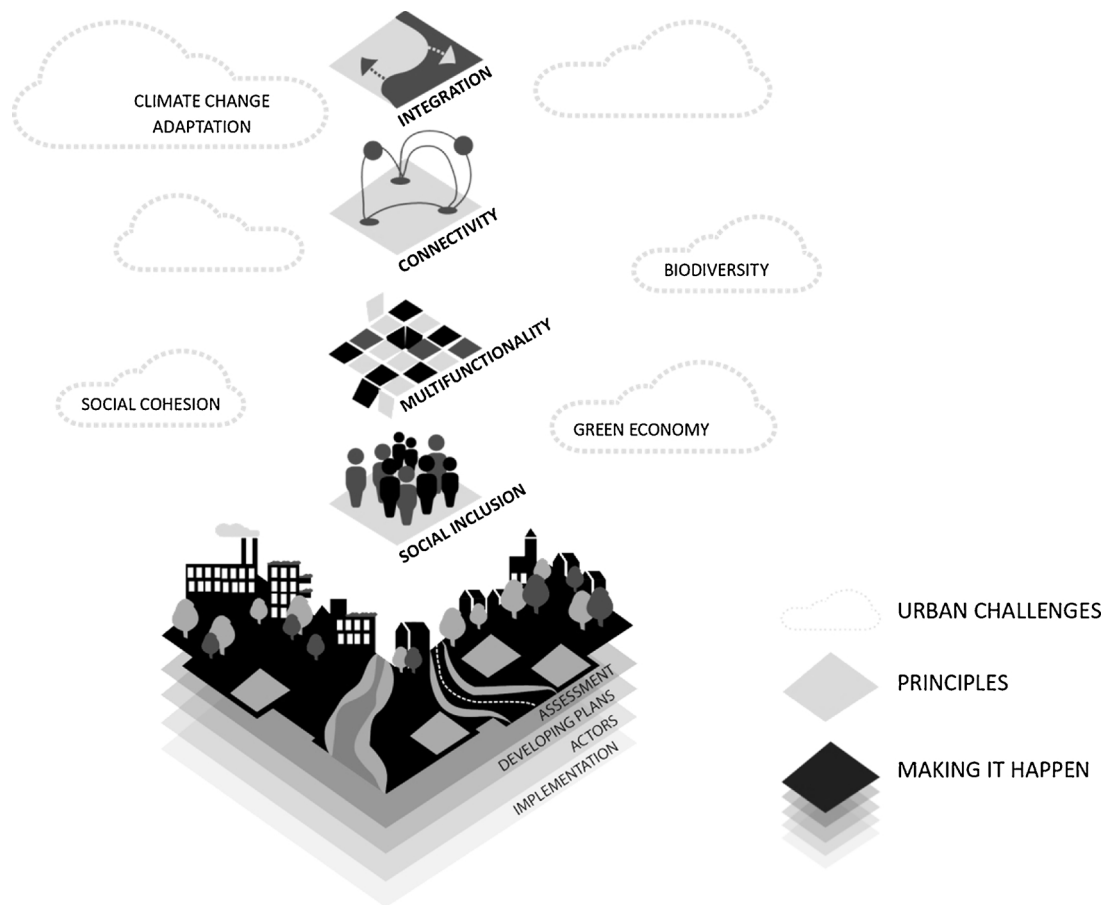 CLIMATE CHANGE
ADAPTATION
INTEGRATION
CONNECTIVITY
BIODIVERSITY
MULTIFUNCTIONALITY
SOCIAL COHESION
GREEN ECONOMY
SOCIAL INCLUSION
ASSESSMENT
DEVELOPING PLANS
ACTORS
IMPLEMENTATION
URBAN CHALLENGES
PRINCIPLES
MAKING IT HAPPEN